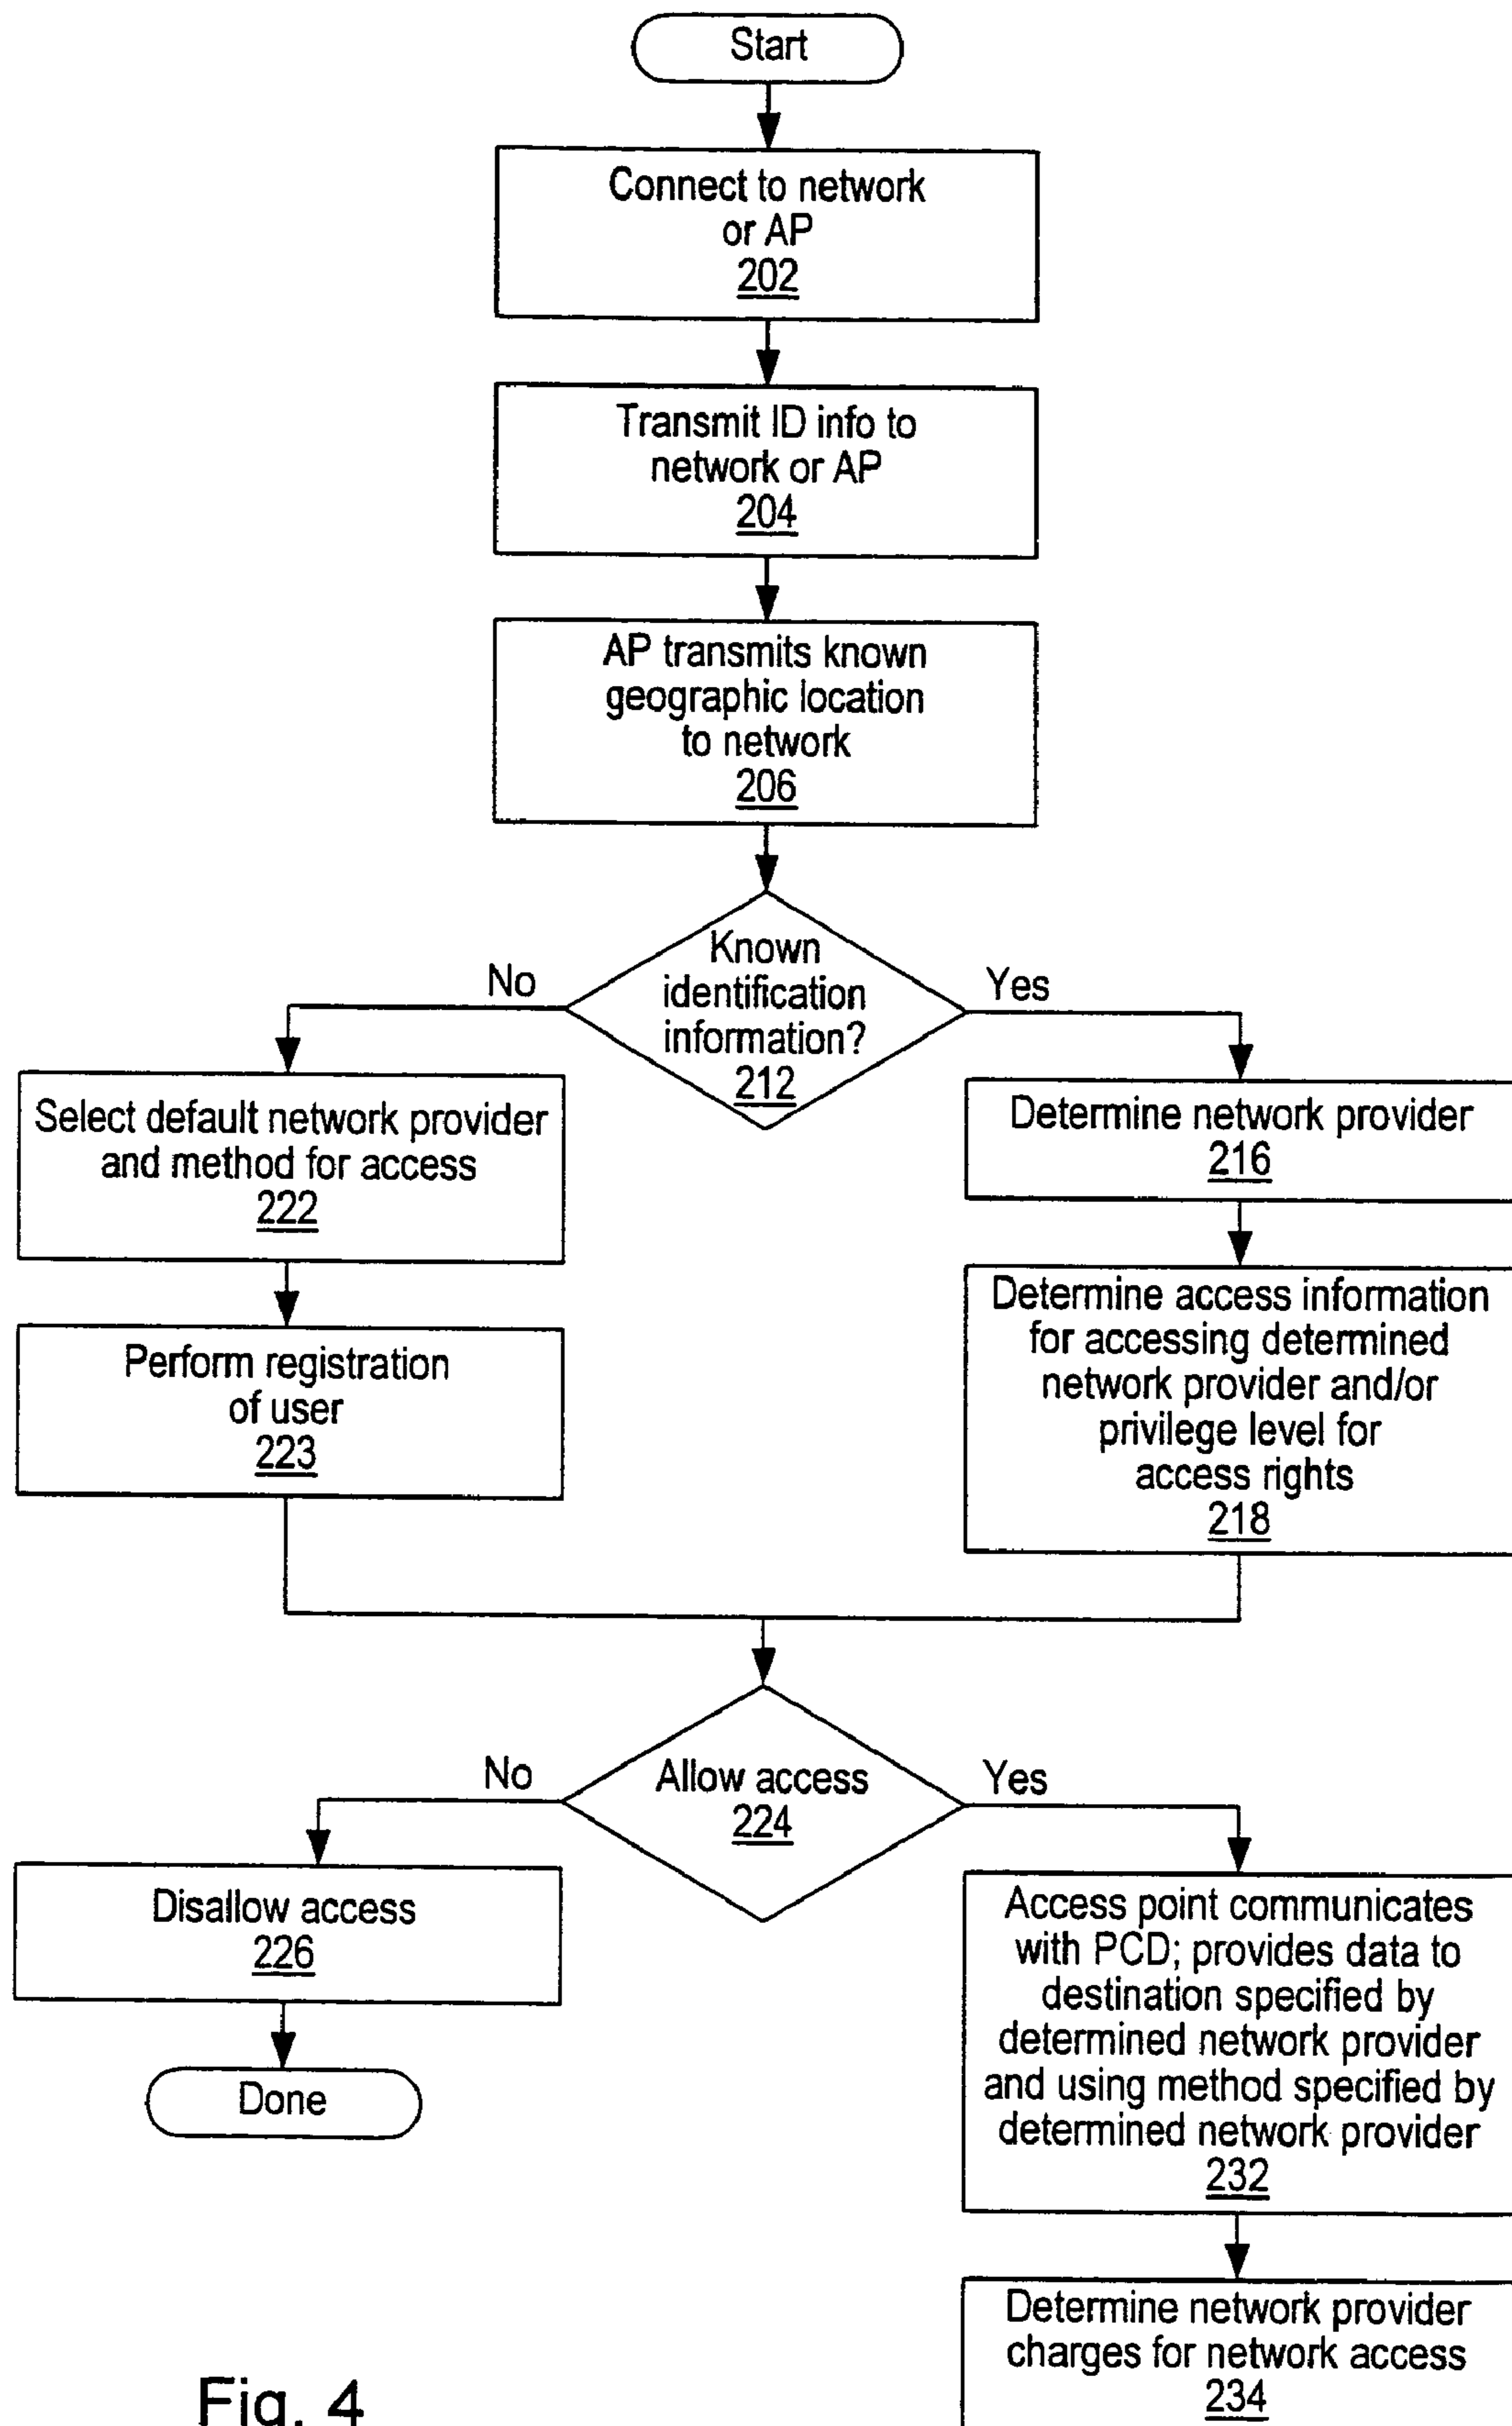 Start
Connect to network
or AP
202
Transmit ID info to
network or AP
204
AP transmits known
geographic location
to network
206
Known
identification
information?
212
No
Yes
Select default network provider
and method for access
222
Perform registration
of user
223
Determine network provider
216
Determine access information
for accessing determined
network provider and/or
privilege level for
access rights
218
Allow access
224
No
Yes
Disallow access
226
Done
Access point communicates
with PCD; provides data to
destination specified by
determined network provider
and using method specified by
determined network provider
232
Determine network provider
charges for network access
234
Fig. 4